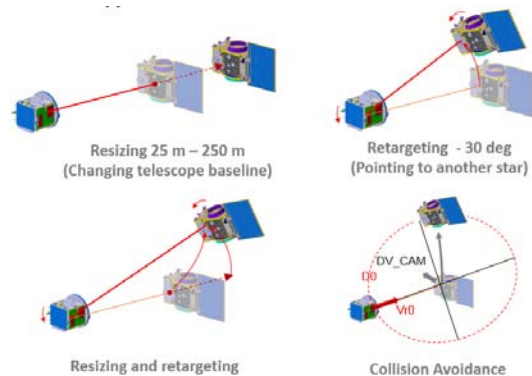 Resizing 25 m – 250 m
(Changing telescope baseline)
Retargeting - 30 deg
(Pointing to another star)
DV_CAM
D0
Vr0
Resizing and retargeting
Collision Avoidance